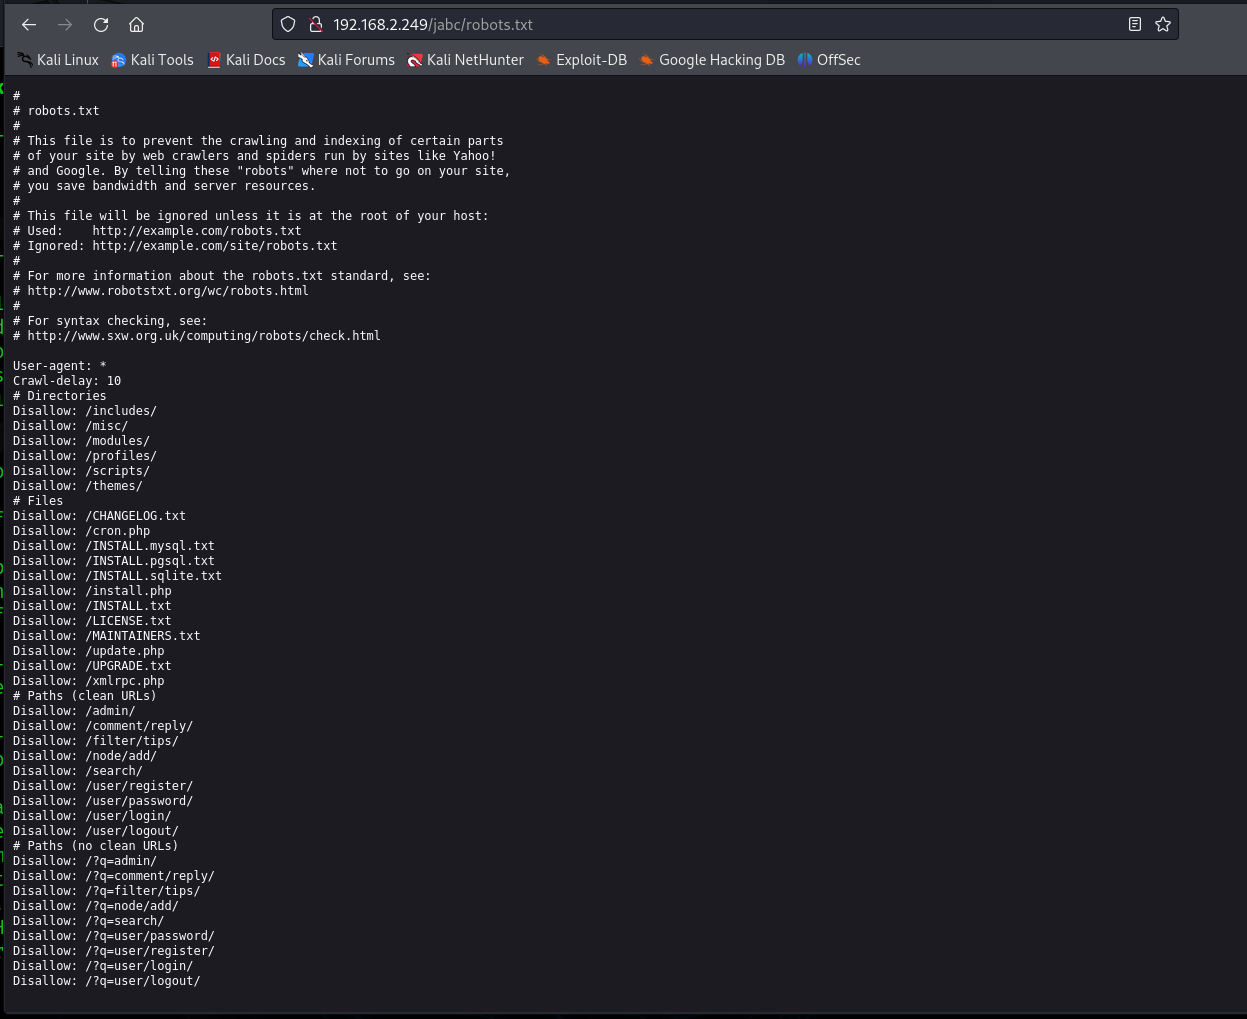 192.168.2.249/jabc/robots.txt
Kali Linux Kali Tools Kali Docs Kali Forums Kali NetHunter Exploit-DB Google Hacking DB OffSec
#
# robots.txt
#
# This file is to prevent the crawling and indexing of certain parts
# of your site by web crawlers and spiders run by sites like Yahoo!
# and Google. By telling these "robots" where not to go on your site,
# you save bandwidth and server resources.
#
# This file will be ignored unless it is at the root of your host:
# Used:    http://example.com/robots.txt
# Ignored: http://example.com/site/robots.txt
#
# For more information about the robots.txt standard, see:
# http://www.robotstxt.org/wc/robots.html
#
# For syntax checking, see:
# http://www.sxw.org.uk/computing/robots/check.html
User-agent: *
Crawl-delay: 10
# Directories
Disallow: /includes/
Disallow: /misc/
Disallow: /modules/
Disallow: /profiles/
Disallow: /scripts/
Disallow: /themes/
# Files
Disallow: /CHANGELOG.txt
Disallow: /cron.php
Disallow: /INSTALL.mysql.txt
Disallow: /INSTALL.pgsql.txt
Disallow: /INSTALL.sqlite.txt
Disallow: /install.php
Disallow: /INSTALL.txt
Disallow: /LICENSE.txt
Disallow: /MAINTAINERS.txt
Disallow: /update.php
Disallow: /UPGRADE.txt
Disallow: /xmlrpc.php
# Paths (clean URLs)
Disallow: /admin/
Disallow: /comment/reply/
Disallow: /filter/tips/
Disallow: /node/add/
Disallow: /search/
Disallow: /user/register/
Disallow: /user/password/
Disallow: /user/login/
Disallow: /user/logout/
# Paths (no clean URLs)
Disallow: /?q=admin/
Disallow: /?q=comment/reply/
Disallow: /?q=filter/tips/
Disallow: /?q=node/add/
Disallow: /?q=search/
Disallow: /?q=user/password/
Disallow: /?q=user/register/
Disallow: /?q=user/login/
Disallow: /?q=user/logout/